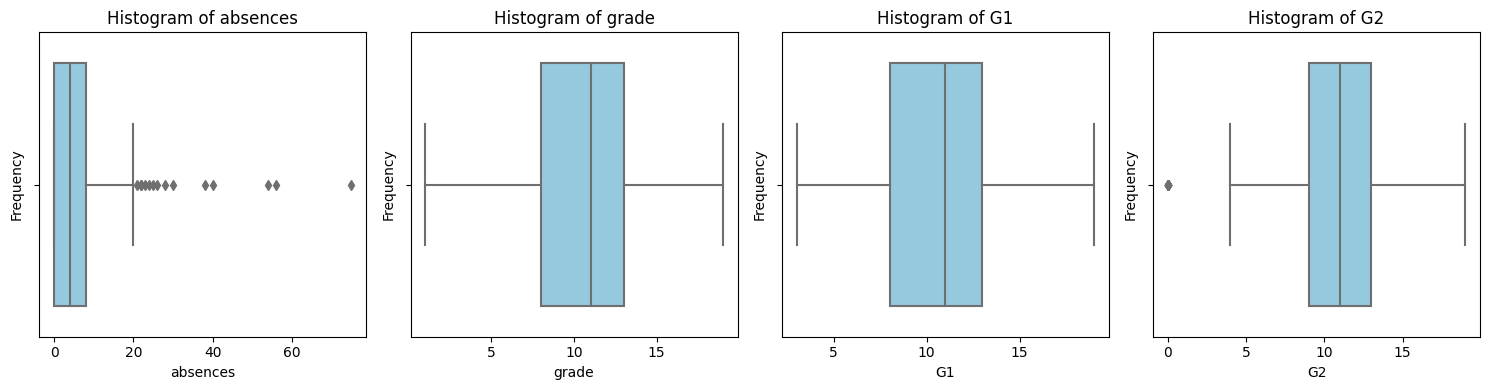 Histogram of absences
Frequency
0 20 40 60
absences
Histogram of grade
Frequency
5 10 15
grade
Histogram of G1
Frequency
5 10 15
G1
Histogram of G2
Frequency
0 5 10 15
G2